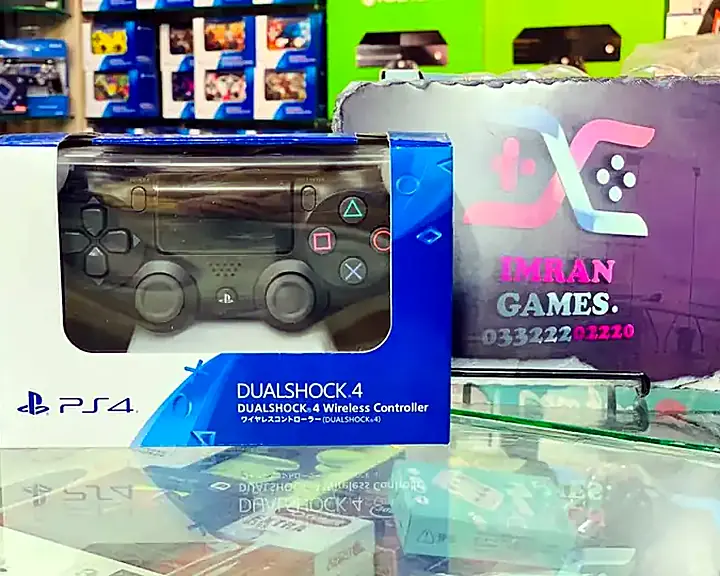 IMRAN
GAMES.
03322202220
PS4
DUALSHOCK®4
DUALSHOCK®4 Wireless Controller
ワイヤレスコントローラー(DUALSHOCK®4)